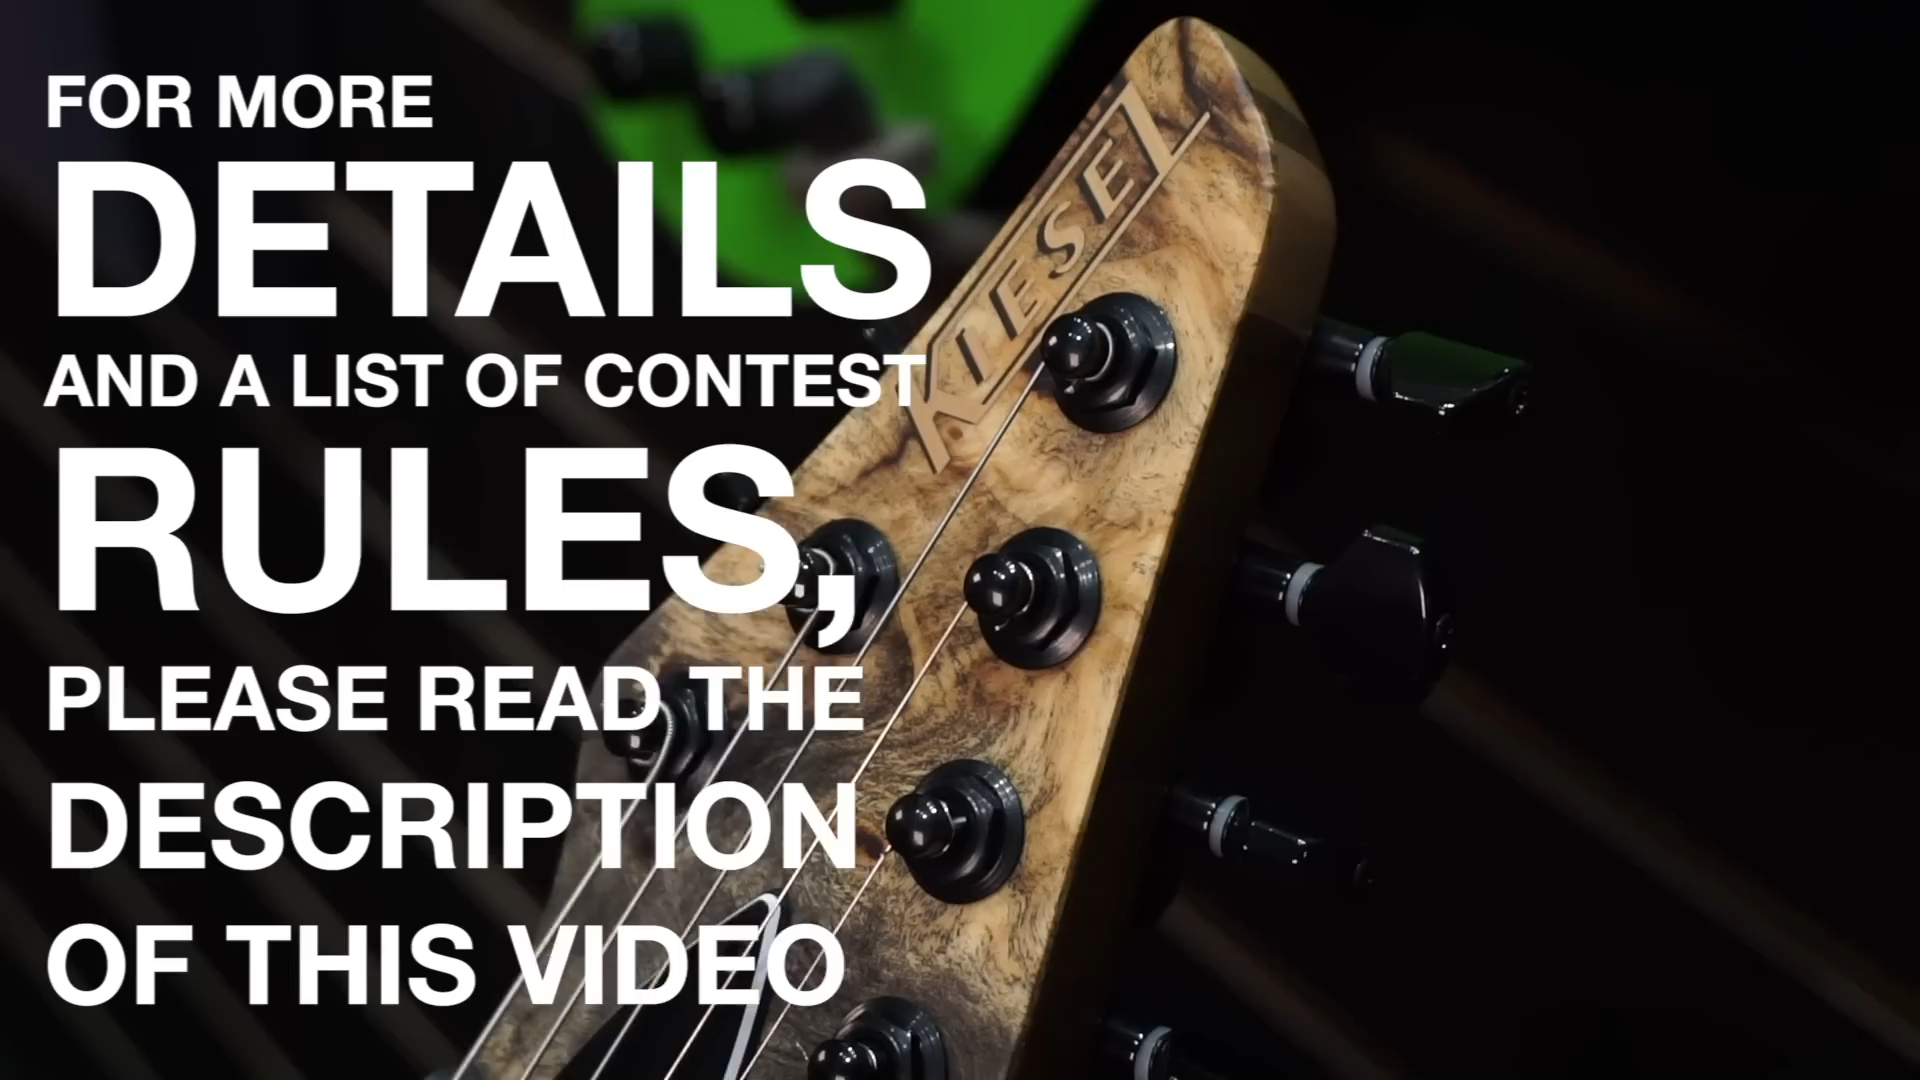 FOR MORE
DETAILS
AND A LIST OF CONTEST
RULES,
PLEASE READ THE
DESCRIPTION
OF THIS VIDEO
KIESEL